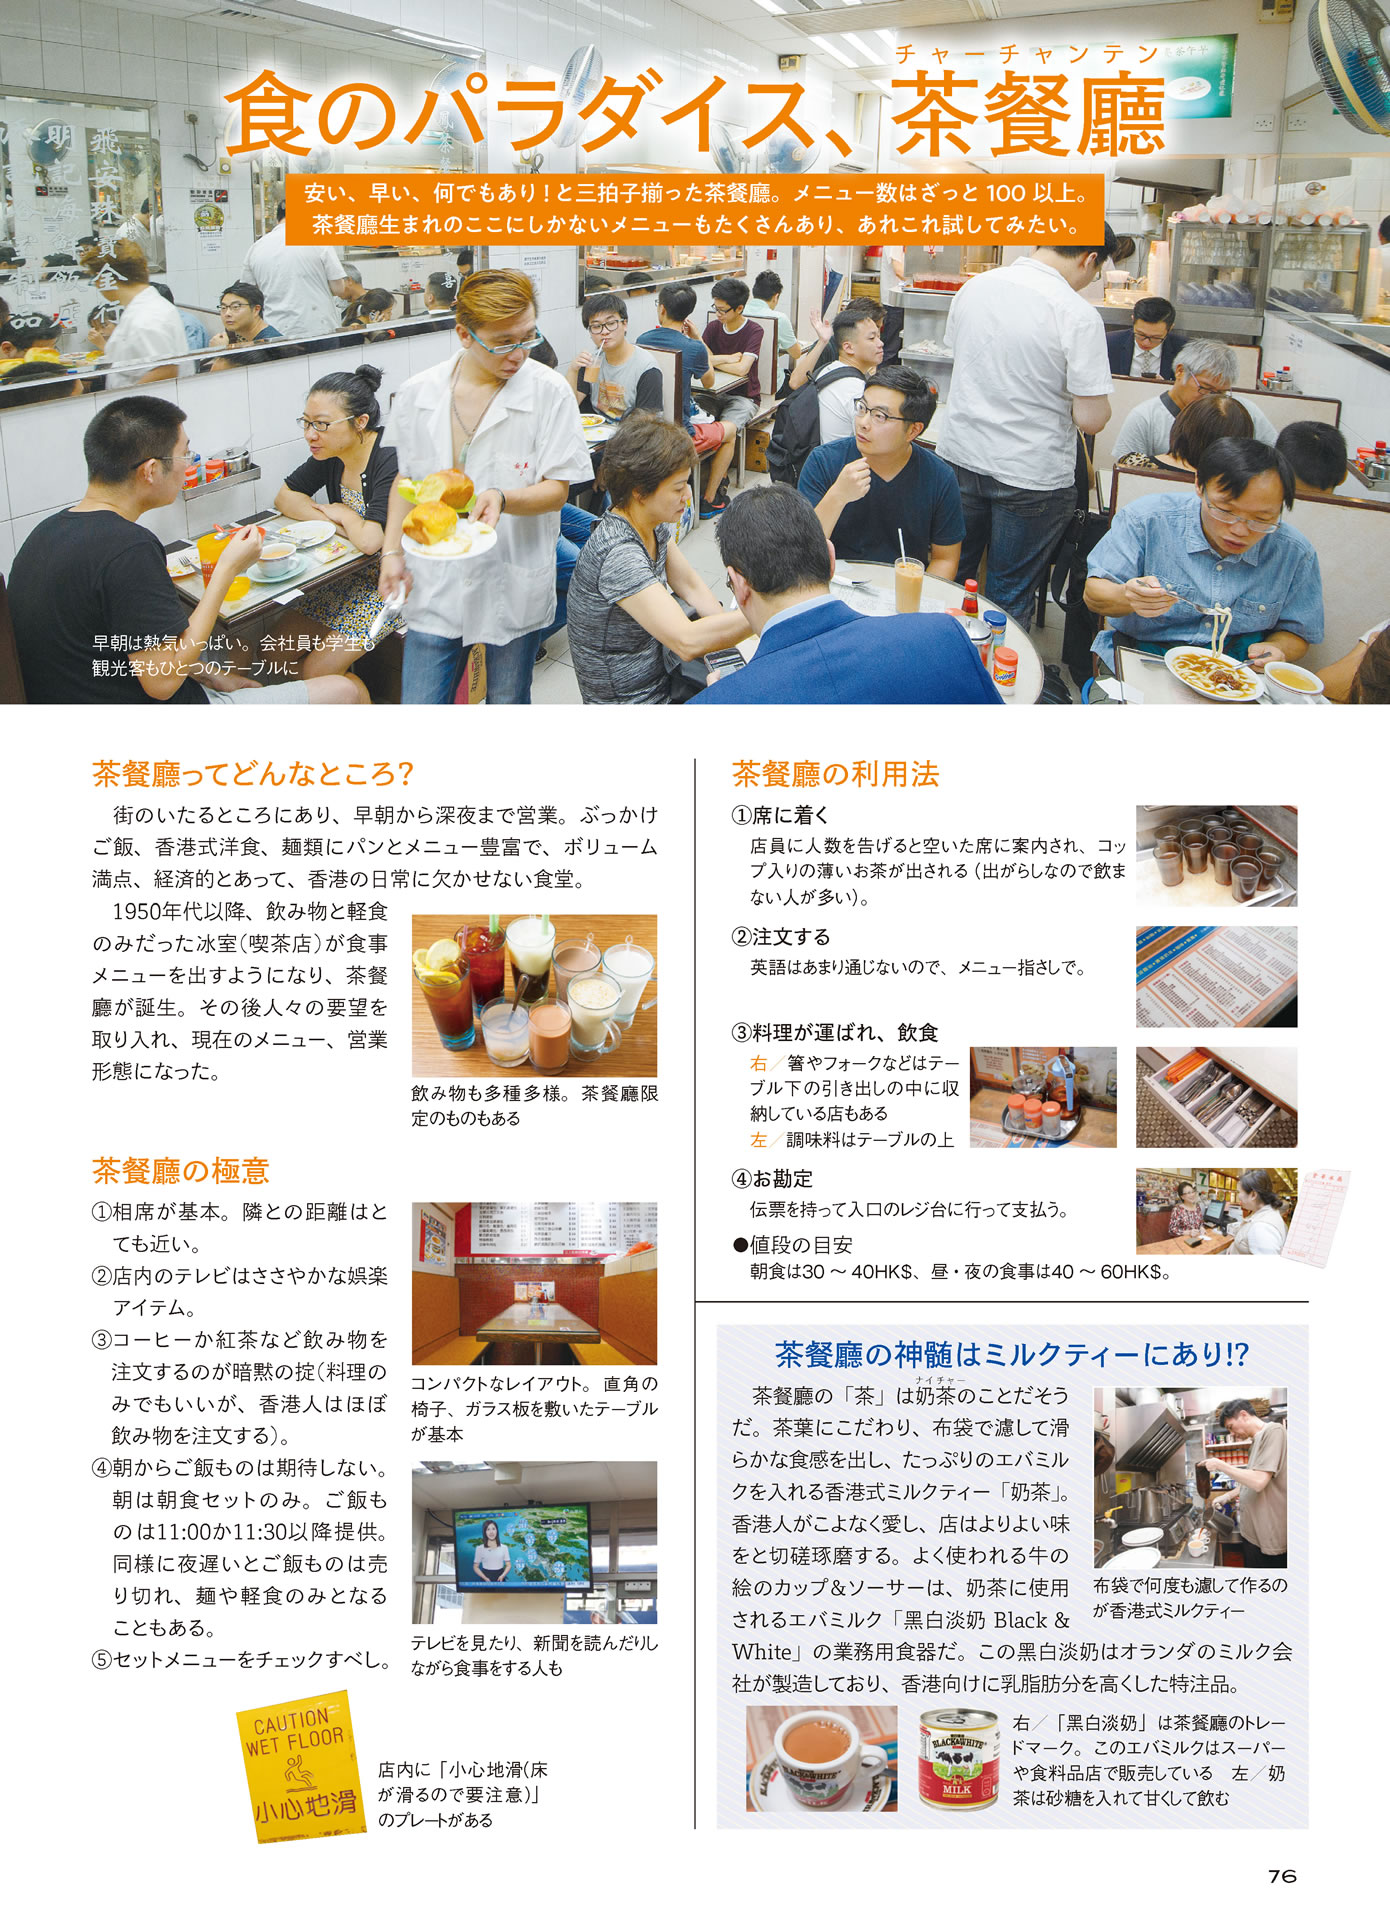 チャーチャンテン
食のパラダイス、茶餐廳
安い、早い、何でもあり！と三拍子揃った茶餐廳。メニュー数はざっと 100 以上。
茶餐廳生まれのここにしかないメニューもたくさんあり、あれこれ試してみたい。
飛安珠寶金行
明記海鮮飯店
早朝は熱気いっぱい。会社員も学生も
観光客もひとつのテーブルに
茶餐廳ってどんなところ？
街のいたるところにあり、早朝から深夜まで営業。ぶっかけ
ご飯、香港式洋食、麺類にパンとメニュー豊富で、ボリューム
満点、経済的とあって、香港の日常に欠かせない食堂。
1950年代以降、飲み物と軽食
のみだった冰室（喫茶店）が食事
メニューを出すようになり、茶餐
廳が誕生。その後人々の要望を
取り入れ、現在のメニュー、営業
形態になった。
飲み物も多種多様。茶餐廳限
定のものもある
茶餐廳の極意
①相席が基本。隣との距離はと
ても近い。
②店内のテレビはささやかな娯楽
アイテム。
③コーヒーか紅茶など飲み物を
注文するのが暗黙の掟（料理の
みでもいいが、香港人はほぼ
飲み物を注文する）。
④朝からご飯ものは期待しない。
朝は朝食セットのみ。ご飯も
のは11:00か11:30以降提供。
同様に夜遅いとご飯ものは売
り切れ、麺や軽食のみとなる
こともある。
⑤セットメニューをチェックすべし。
コンパクトなレイアウト。直角の
椅子、ガラス板を敷いたテーブル
が基本
テレビを見たり、新聞を読んだりし
ながら食事をする人も
CAUTION
WET FLOOR
小心地滑
店内に「小心地滑（床
が滑るので要注意）」
のプレートがある
茶餐廳の利用法
①席に着く
店員に人数を告げると空いた席に案内され、コッ
プ入りの薄いお茶が出される（出がらしなので飲ま
ない人が多い）。
②注文する
英語はあまり通じないので、メニュー指さしで。
③料理が運ばれ、飲食
右／箸やフォークなどはテー
ブル下の引き出しの中に収
納している店もある
左／調味料はテーブルの上
④お勘定
伝票を持って入口のレジ台に行って支払う。
●値段の目安
朝食は30 ～ 40HK$、昼・夜の食事は40 ～ 60HK$。
茶餐廳の神髄はミルクティーにあり!?
ナイチャー
茶餐廳の「茶」は奶茶のことだそう
だ。茶葉にこだわり、布袋で濾して滑
らかな食感を出し、たっぷりのエバミル
クを入れる香港式ミルクティー「奶茶」。
香港人がこよなく愛し、店はよりよい味
をと切磋琢磨する。よく使われる牛の
絵のカップ＆ソーサーは、奶茶に使用
されるエバミルク「黑白淡奶 Black &
White」の業務用食器だ。この黑白淡奶はオランダのミルク会
社が製造しており、香港向けに乳脂肪分を高くした特注品。
布袋で何度も濾して作るの
が香港式ミルクティー
BLACK&WHITE
BLACK&WHITE
MILK
右／「黑白淡奶」は茶餐廳のトレー
ドマーク。このエバミルクはスーパー
や食料品店で販売している　左／奶
茶は砂糖を入れて甘くして飲む
76